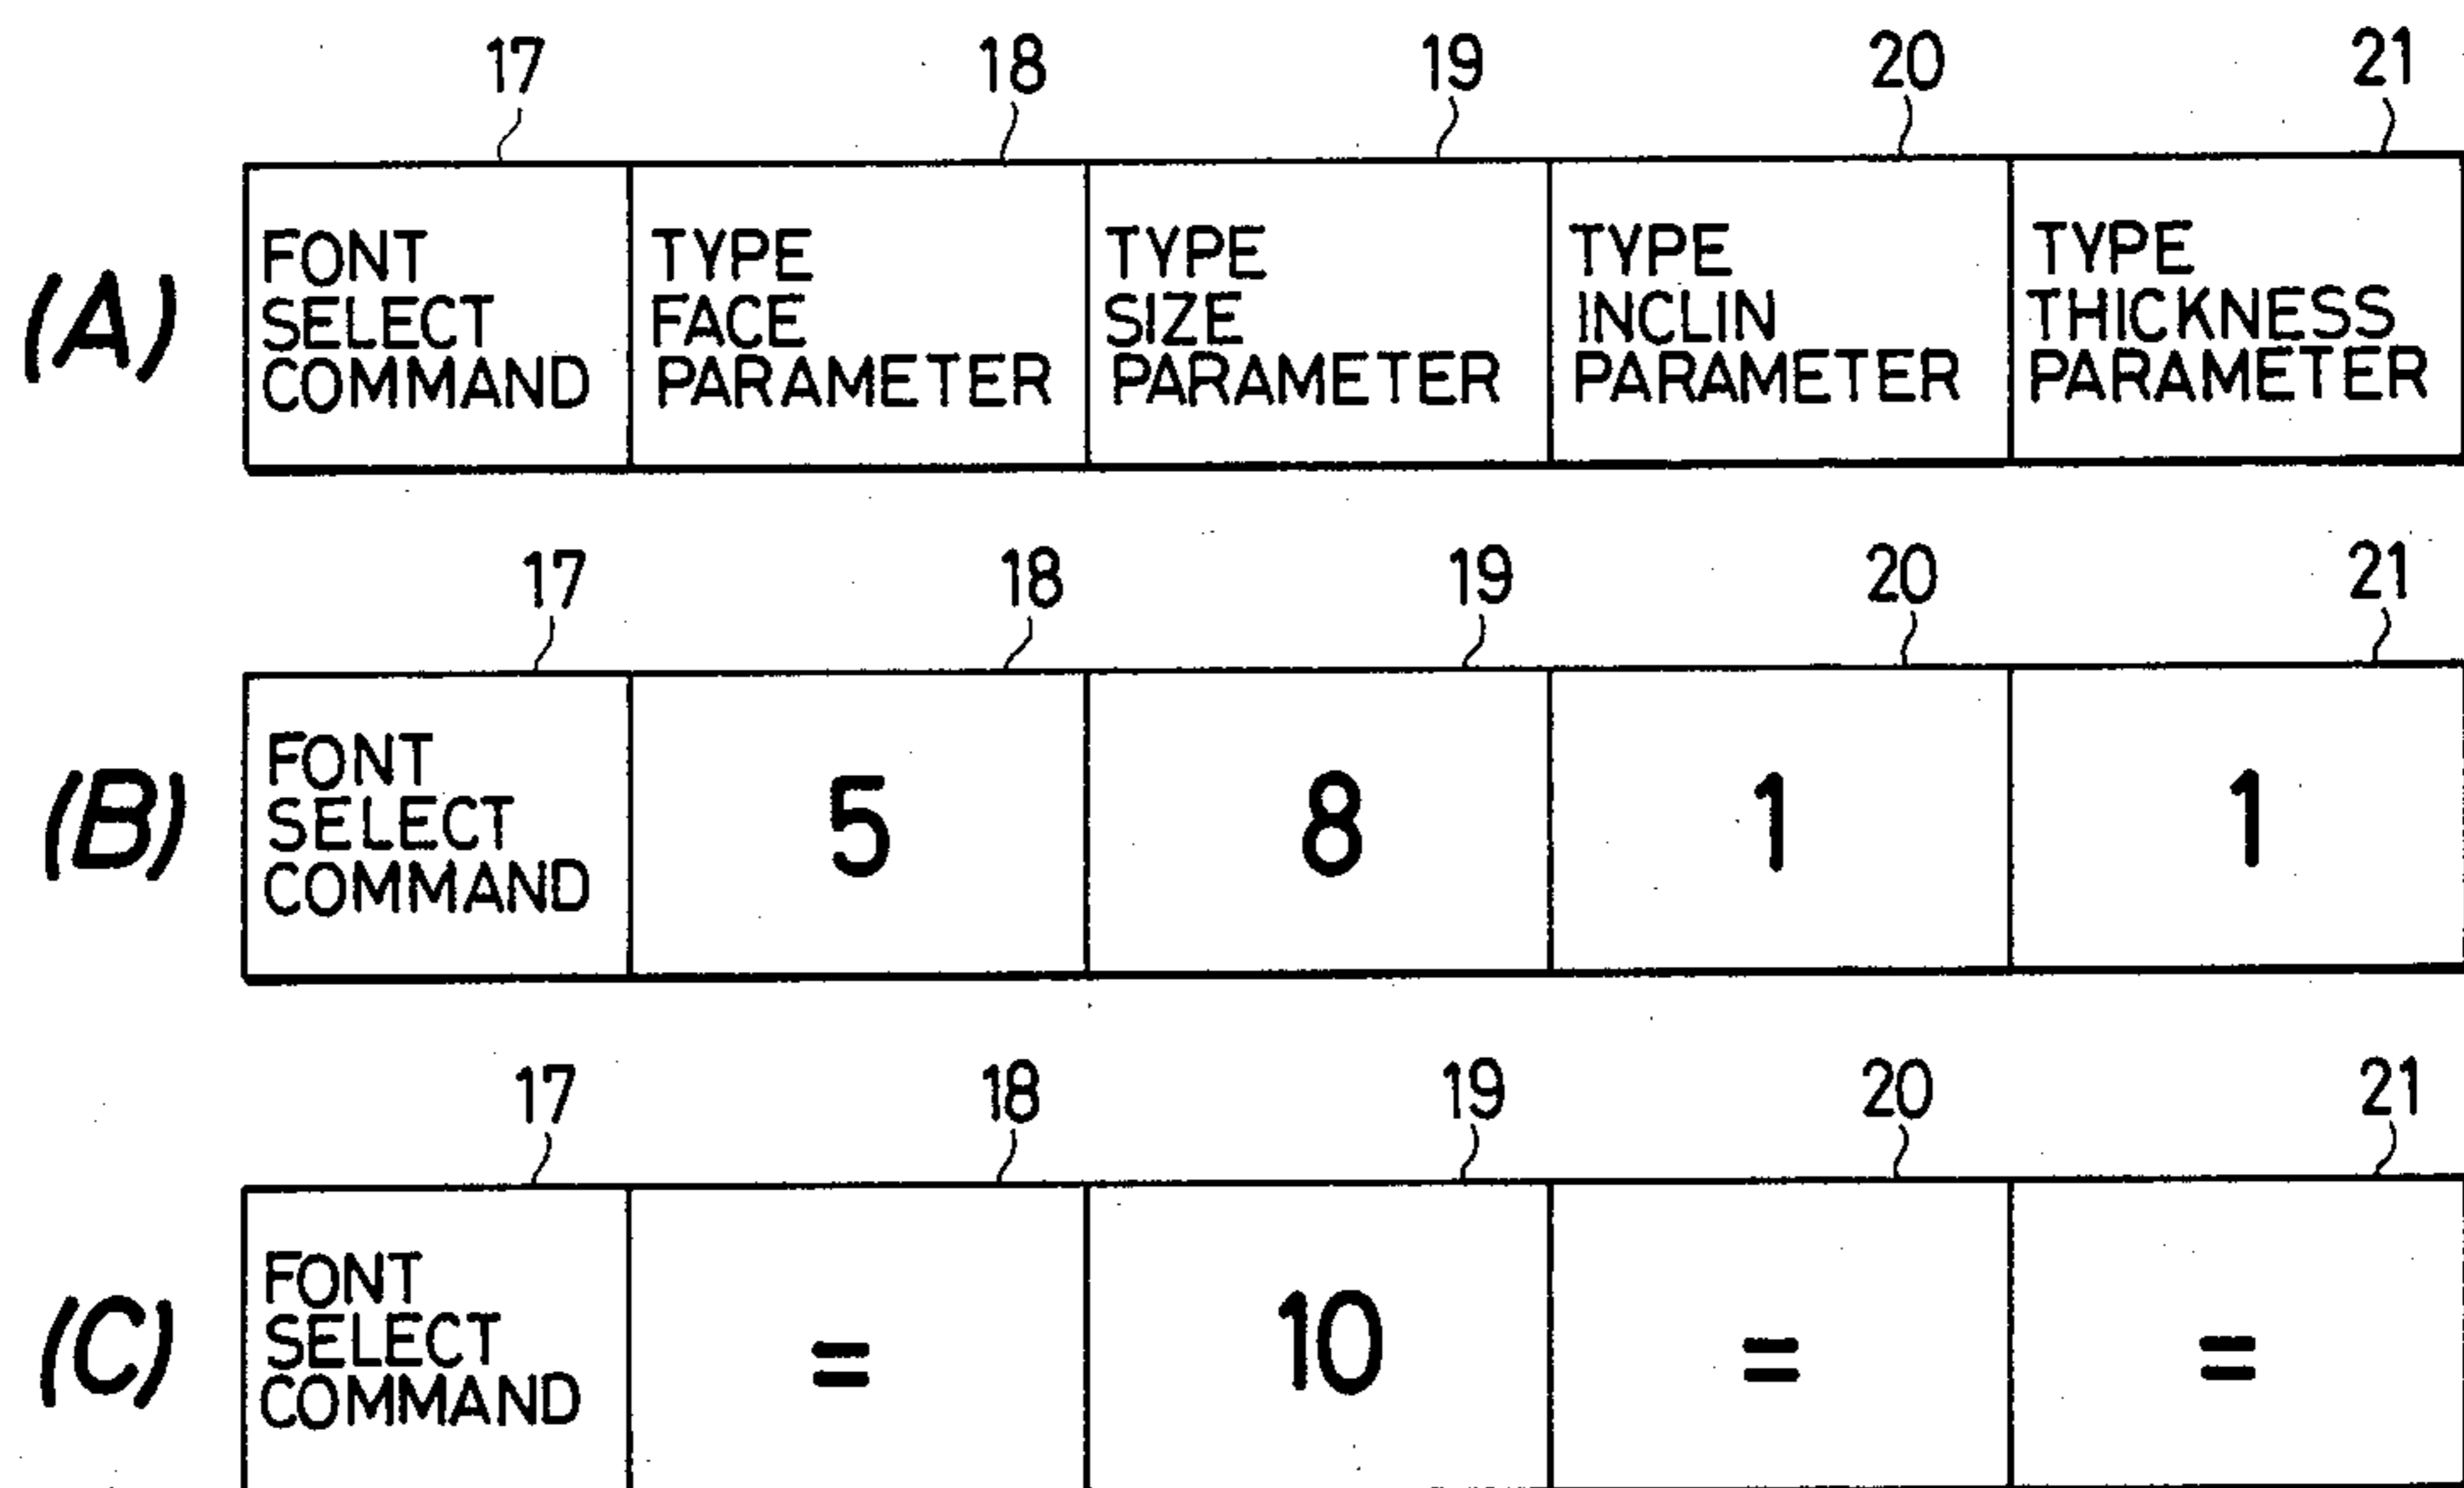 17 18 19 20 21
(A)
FONT
SELECT
COMMAND
TYPE
FACE
PARAMETER
TYPE
SIZE
PARAMETER
TYPE
INCLIN
PARAMETER
TYPE
THICKNESS
PARAMETER
17 18 19 20 21
(B)
FONT
SELECT
COMMAND
5
8
1
1
17 18 19 20 21
(C)
FONT
SELECT
COMMAND
=
10
=
=